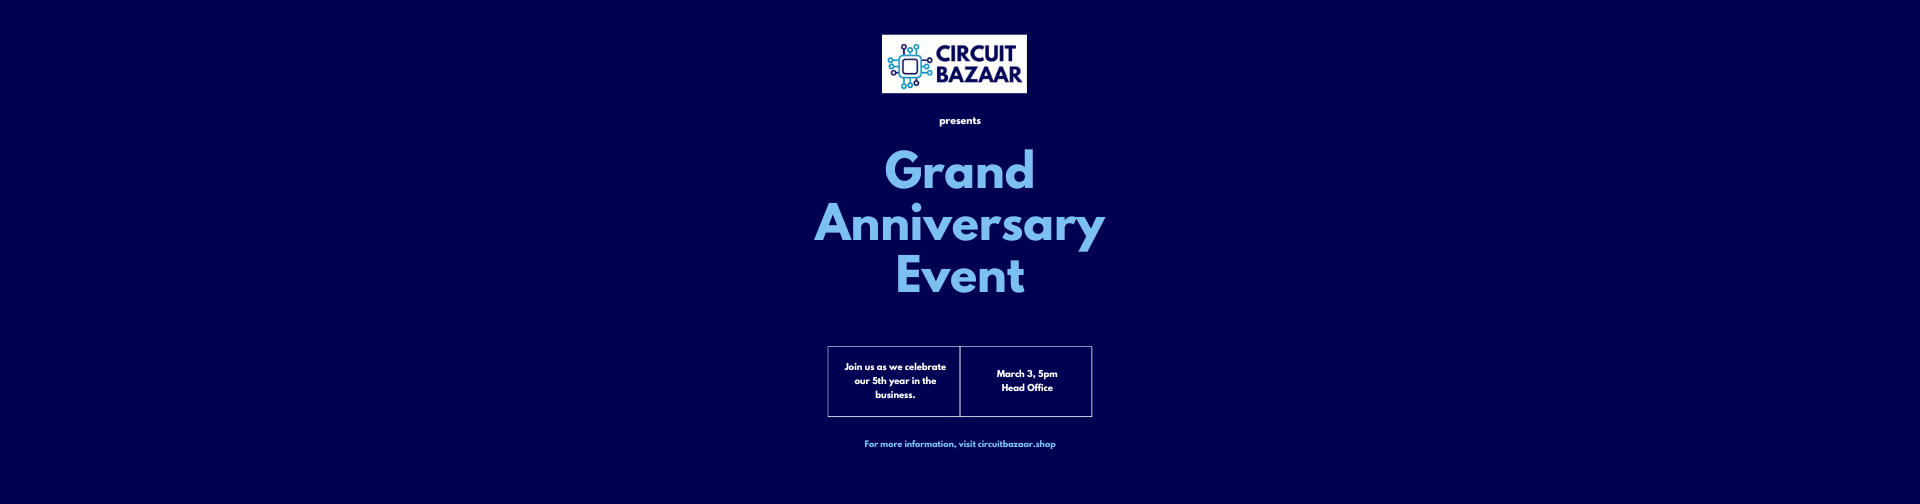 CIRCUIT
BAZAAR
presents
Grand
Anniversary
Event
Join us as we celebrate
our 5th year in the
business.
March 3, 5pm
Head Office
For more information, visit circuitbazaar.shop